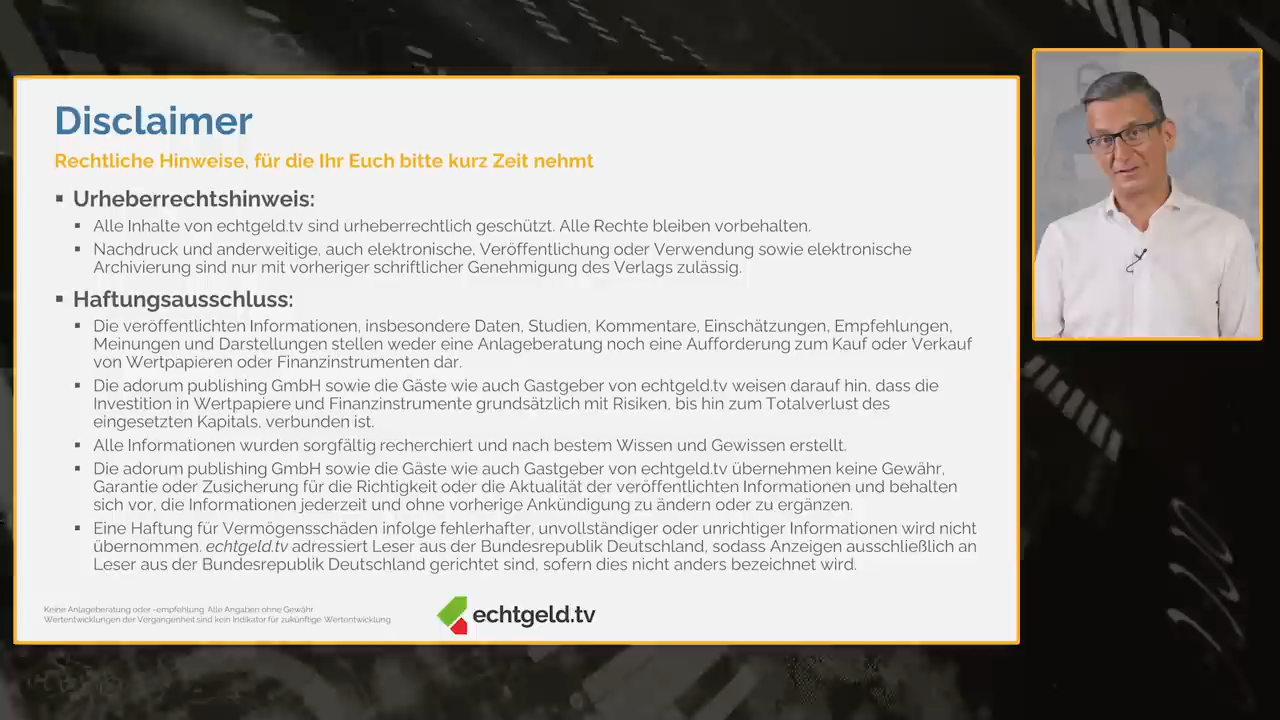 Disclaimer
Rechtliche Hinweise, für die Ihr Euch bitte kurz Zeit nehmt
▪ Urheberrechtshinweis:
▪ Alle Inhalte von echtgeld.tv sind urheberrechtlich geschützt. Alle Rechte bleiben vorbehalten.
▪ Nachdruck und anderweitige, auch elektronische, Veröffentlichung oder Verwendung sowie elektronische
Archivierung sind nur mit vorheriger schriftlicher Genehmigung des Verlags zulässig.
▪ Haftungsausschluss:
▪ Die veröffentlichten Informationen, insbesondere Daten, Studien, Kommentare, Einschätzungen, Empfehlungen,
Meinungen und Darstellungen stellen weder eine Anlageberatung noch eine Aufforderung zum Kauf oder Verkauf
von Wertpapieren oder Finanzinstrumenten dar.
▪ Die adorum publishing GmbH sowie die Gäste wie auch Gastgeber von echtgeld.tv weisen darauf hin, dass die
Investition in Wertpapiere und Finanzinstrumente grundsätzlich mit Risiken, bis hin zum Totalverlust des
eingesetzten Kapitals, verbunden ist.
▪ Alle Informationen wurden sorgfältig recherchiert und nach bestem Wissen und Gewissen erstellt.
▪ Die adorum publishing GmbH sowie die Gäste wie auch Gastgeber von echtgeld.tv übernehmen keine Gewähr,
Garantie oder Zusicherung für die Richtigkeit oder die Aktualität der veröffentlichten Informationen und behalten
sich vor, die Informationen jederzeit und ohne vorherige Ankündigung zu ändern oder zu ergänzen.
▪ Eine Haftung für Vermögensschäden infolge fehlerhafter, unvollständiger oder unrichtiger Informationen wird nicht
übernommen. echtgeld.tv adressiert Leser aus der Bundesrepublik Deutschland, sodass Anzeigen ausschließlich an
Leser aus der Bundesrepublik Deutschland gerichtet sind, sofern dies nicht anders bezeichnet wird.
Keine Anlageberatung oder -empfehlung. Alle Angaben ohne Gewähr.
Wertentwicklungen der Vergangenheit sind kein Indikator für zukünftige Wertentwicklung.
echtgeld.tv